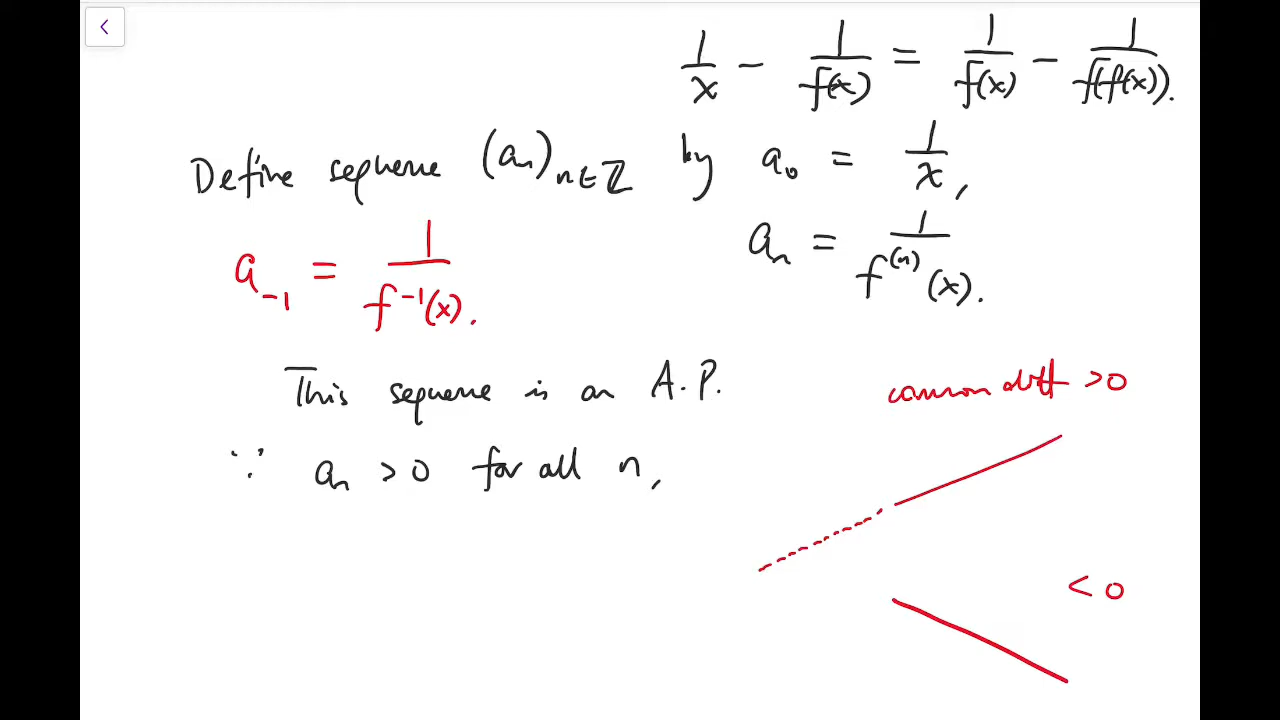 1/x - 1/f(x) = 1/f(x) - 1/f(f(x)).
Define sequence (an)n∈ℤ by a0 = 1/x,
an = 1/f^(n)(x).
a-1 = 1/f^-1(x).
This sequence is an A.P.
common diff > 0
∵ an > 0 for all n,
< 0